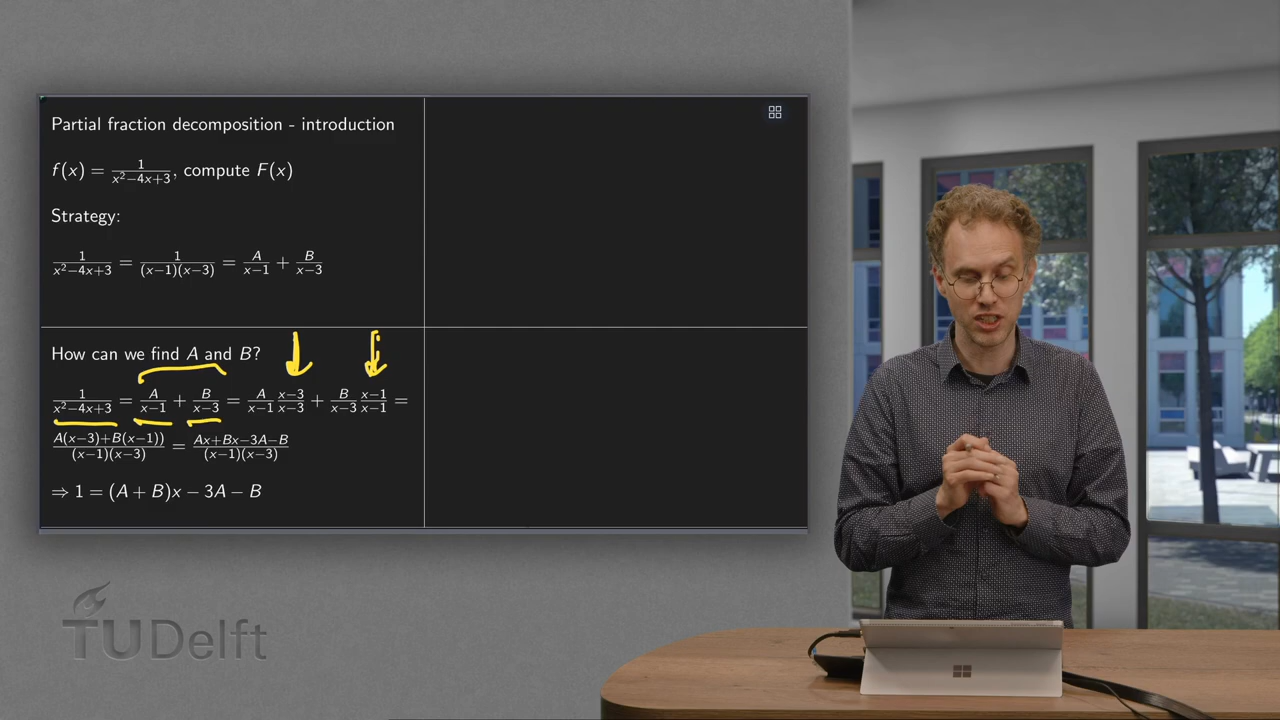 Partial fraction decomposition - introduction
f(x) = 1/(x²−4x+3), compute F(x)
Strategy:
1/(x²−4x+3) = 1/((x−1)(x−3)) = A/(x−1) + B/(x−3)
How can we find A and B?
1/(x²−4x+3) = A/(x−1) + B/(x−3) = A/(x−1) (x−3)/(x−3) + B/(x−3) (x−1)/(x−1) =
(A(x−3)+B(x−1)))/((x−1)(x−3)) = (Ax+Bx−3A−B)/((x−1)(x−3))
⇒ 1 = (A + B)x − 3A − B
TUDelft